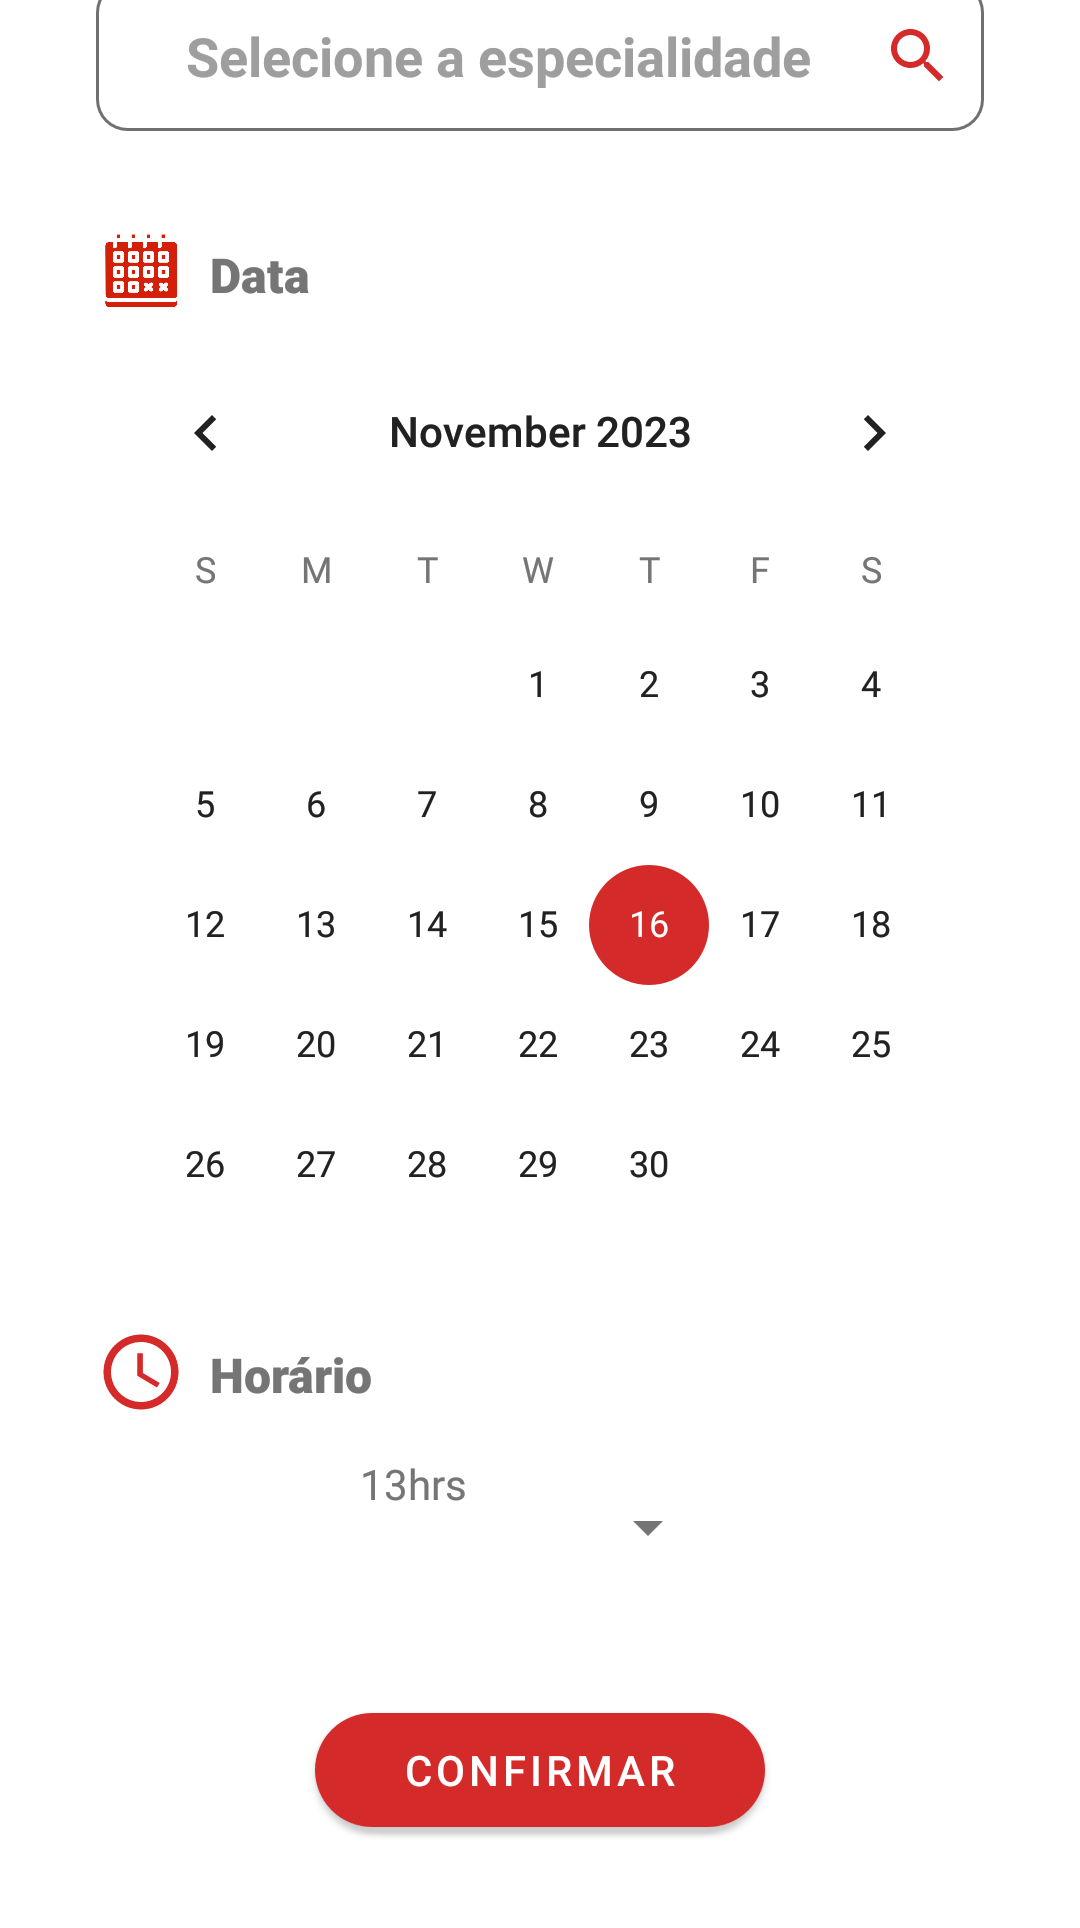 Selecione a especialidade
Data
November 2023
S M T W T F S
1 2 3 4
5 6 7 8 9 10 11
12 13 14 15 16 17 18
19 20 21 22 23 24 25
26 27 28 29 30
Horário
13hrs
CONFIRMAR